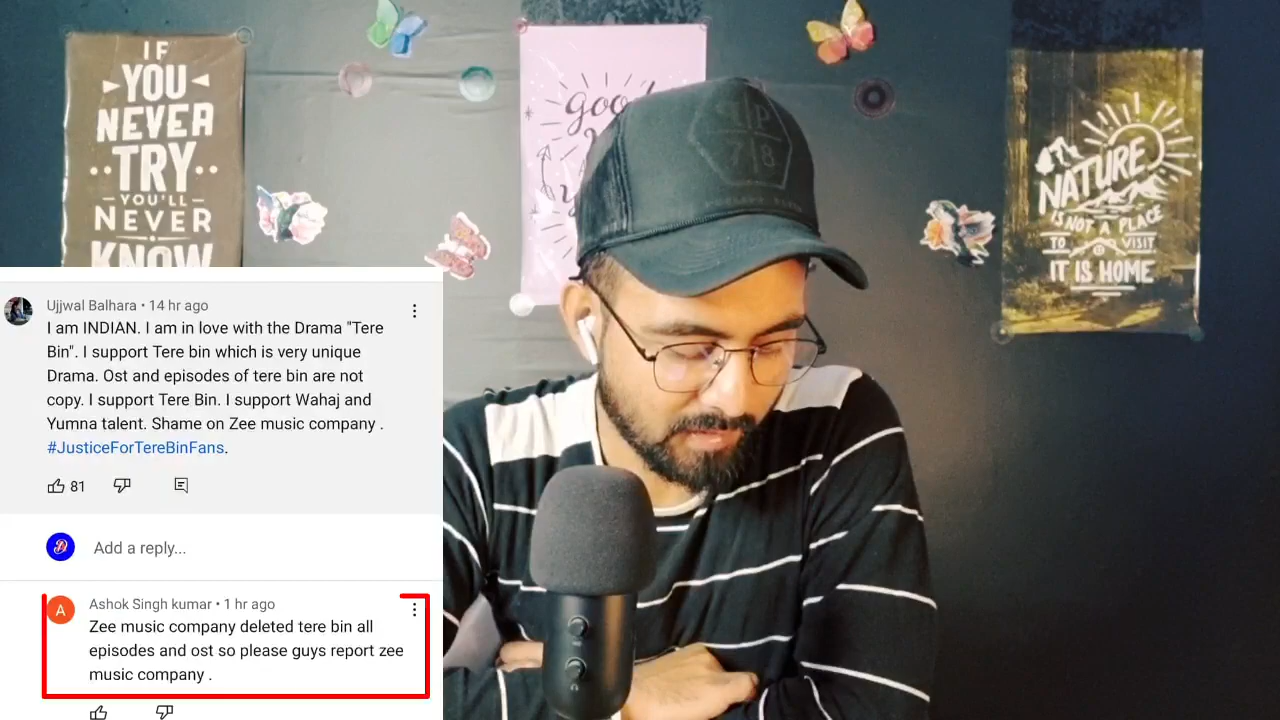 IF
YOU
NEVER
TRY
YOU'LL
NEVER
KNOW
good
P
7 8
NATURE
IS NOT A PLACE
TO VISIT
IT IS HOME
Ujjwal Balhara • 14 hr ago
I am INDIAN. I am in love with the Drama "Tere
Bin". I support Tere bin which is very unique
Drama. Ost and episodes of tere bin are not
copy. I support Tere Bin. I support Wahaj and
Yumna talent. Shame on Zee music company .
#JusticeForTereBinFans.
81
Add a reply...
A
Ashok Singh kumar • 1 hr ago
Zee music company deleted tere bin all
episodes and ost so please guys report zee
music company .